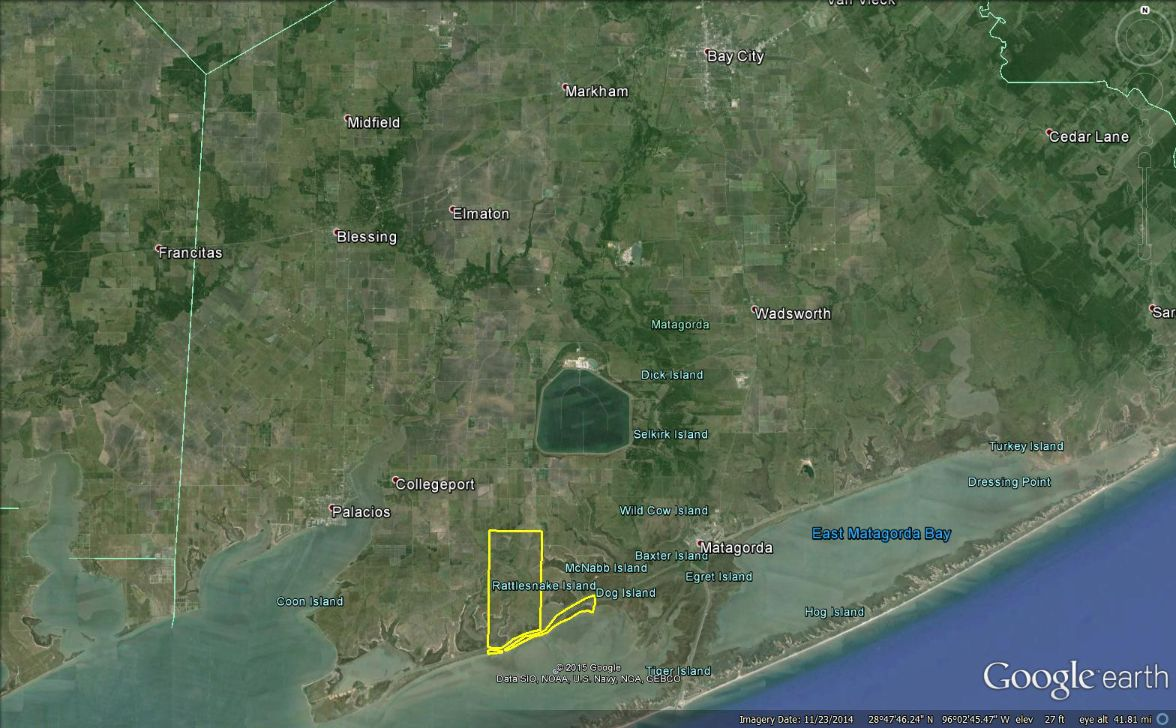 Van Vleck
N
Bay City
Markham
Midfield
Cedar Lane
Elmaton
Blessing
Francitas
Wadsworth
Matagorda
Dick Island
Selkirk Island
Turkey Island
Dressing Point
Collegeport
Palacios
Wild Cow Island
East Matagorda Bay
Matagorda
Baxter Island
McNabb Island
Egret Island
Rattlesnake Island
Dog Island
Coon Island
Hog Island
Tiger Island
© 2015 Google
Data SIO, NOAA, U.S. Navy, NGA, GEBCO
Google earth
Imagery Date: 11/23/2014 28°47'46.24" N 96°02'45.47" W elev 27 ft eye alt 41.81 mi